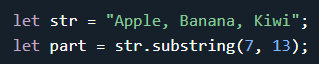 let str = "Apple, Banana, Kiwi";
let part = str.substring(7, 13);